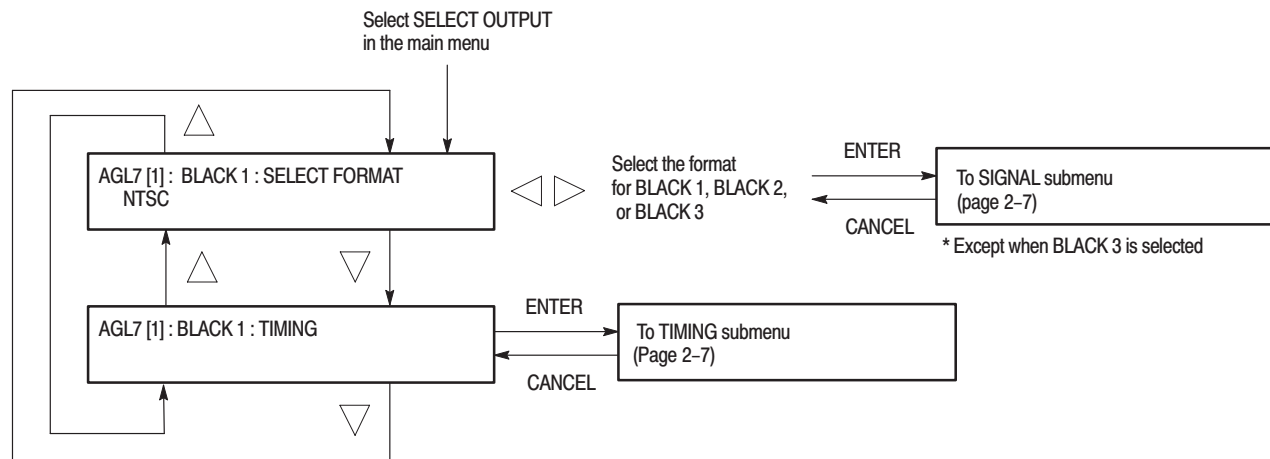 Select SELECT OUTPUT
in the main menu
AGL7 [1] : BLACK 1 : SELECT FORMAT
NTSC
Select the format
for BLACK 1, BLACK 2,
or BLACK 3
ENTER
CANCEL
To SIGNAL submenu
(page 2–7)
* Except when BLACK 3 is selected
AGL7 [1] : BLACK 1 : TIMING
ENTER
CANCEL
To TIMING submenu
(Page 2–7)